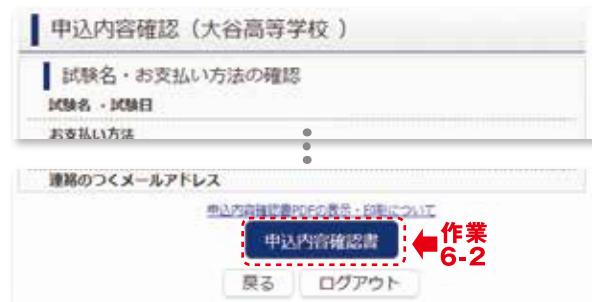 申込内容確認（大谷高等学校 ）
試験名・お支払い方法の確認
試験名 ・試験日
お支払い方法
連絡のつくメールアドレス
申込内容確認書PDFの表示・印刷について
申込内容確認書
作業
6-2
戻る
ログアウト